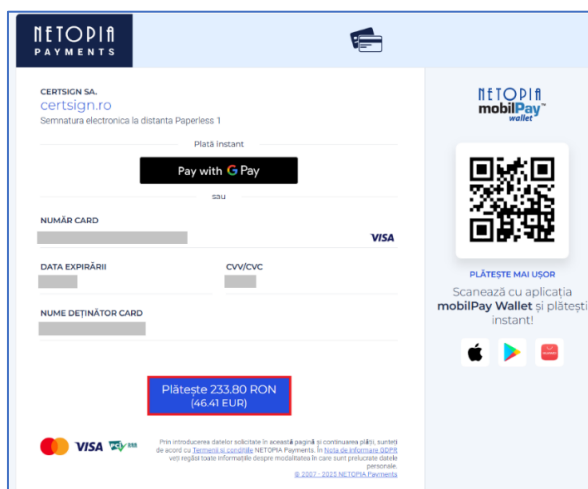 NETOPIA
PAYMENTS
CERTSIGN SA.
certsign.ro
Semnatura electronica la distanta Paperless 1
Plată instant
Pay with G Pay
sau
NUMĂR CARD
VISA
DATA EXPIRĂRII
CVV/CVC
NUME DEȚINĂTOR CARD
Plătește 233.80 RON
(46.41 EUR)
VISA
Prin introducerea datelor solicitate în această pagină și continuarea plății, sunteți
de acord cu Termenii și condițiile NETOPIA Payments. În Nota de informare GDPR
veți regăsi toate informațiile despre modalitatea în care sunt prelucrate datele
personale.
© 2007 - 2023 NETOPIA Payments
NETOPIA
mobilPay™
wallet
PLĂTEȘTE MAI UȘOR
Scanează cu aplicația
mobilPay Wallet și plătești
instant!